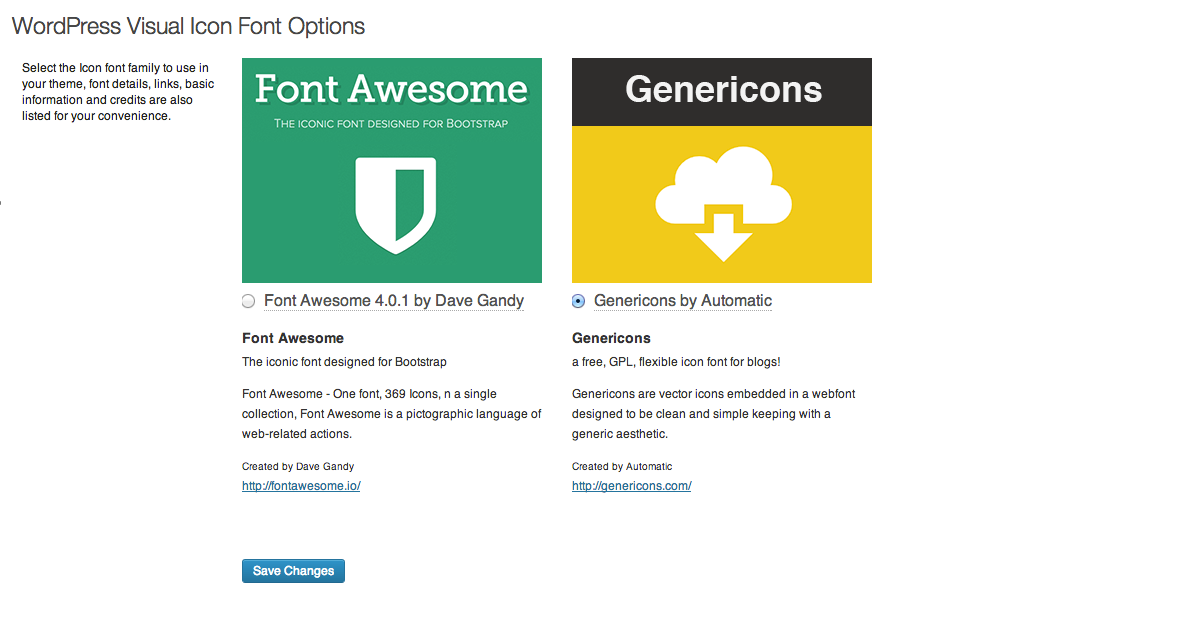 WordPress Visual Icon Font Options
Select the Icon font family to use in
your theme, font details, links, basic
information and credits are also
listed for your convenience.
Font Awesome
The iconic font designed for Bootstrap
Genericons
Font Awesome 4.0.1 by Dave Gandy
Genericons by Automatic
Font Awesome
The iconic font designed for Bootstrap
Font Awesome - One font, 369 Icons, n a single
collection, Font Awesome is a pictographic language of
web-related actions.
Created by Dave Gandy
http://fontawesome.io/
Genericons
a free, GPL, flexible icon font for blogs!
Genericons are vector icons embedded in a webfont
designed to be clean and simple keeping with a
generic aesthetic.
Created by Automatic
http://genericons.com/
Save Changes